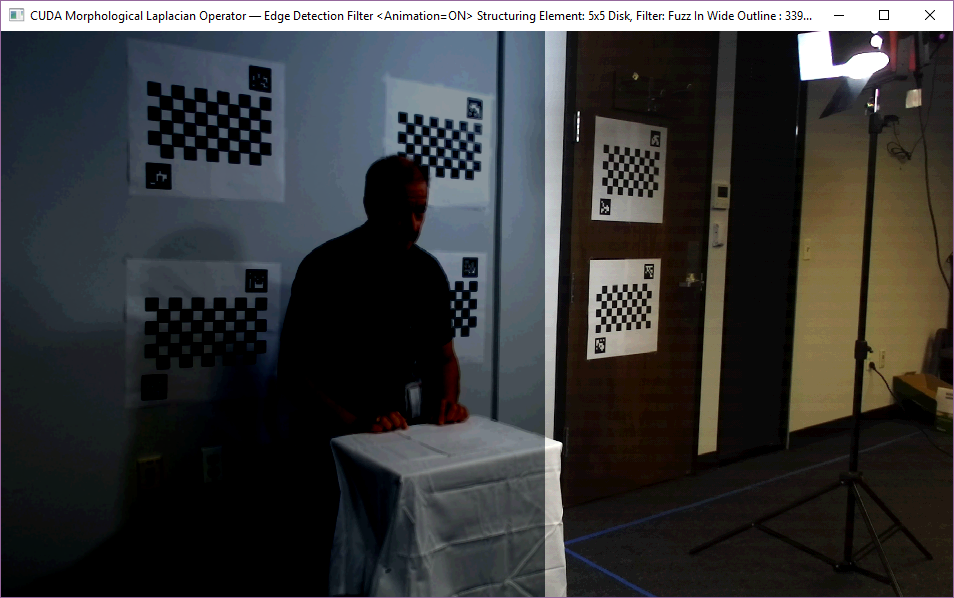 CUDA Morphological Laplacian Operator — Edge Detection Filter <Animation=ON> Structuring Element: 5x5 Disk, Filter: Fuzz In Wide Outline : 339...